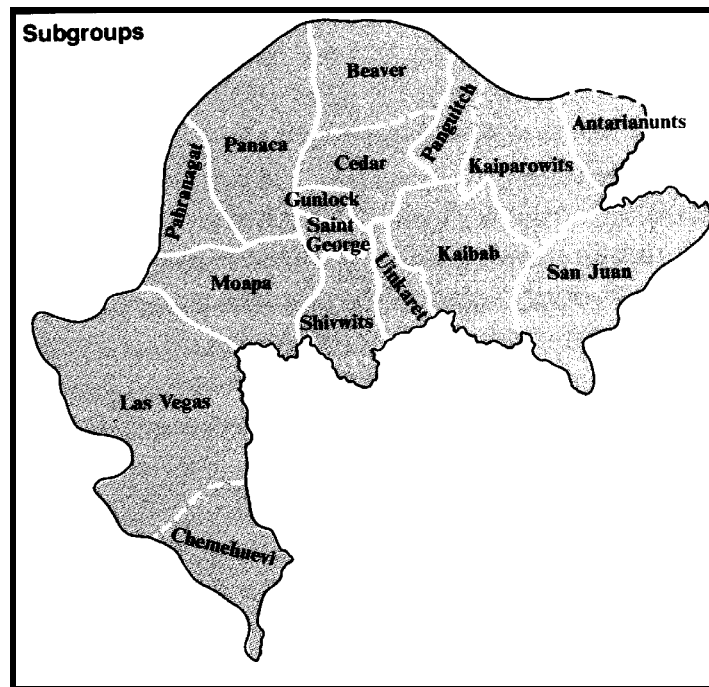 Subgroups
Beaver
Panguitch
Antarianunts
Panaca
Cedar
Kaiparowits
Pahranagat
Gunlock
Saint
George
Kaibab
Uinkaret
San Juan
Moapa
Shivwits
Las Vegas
Chemehuevi